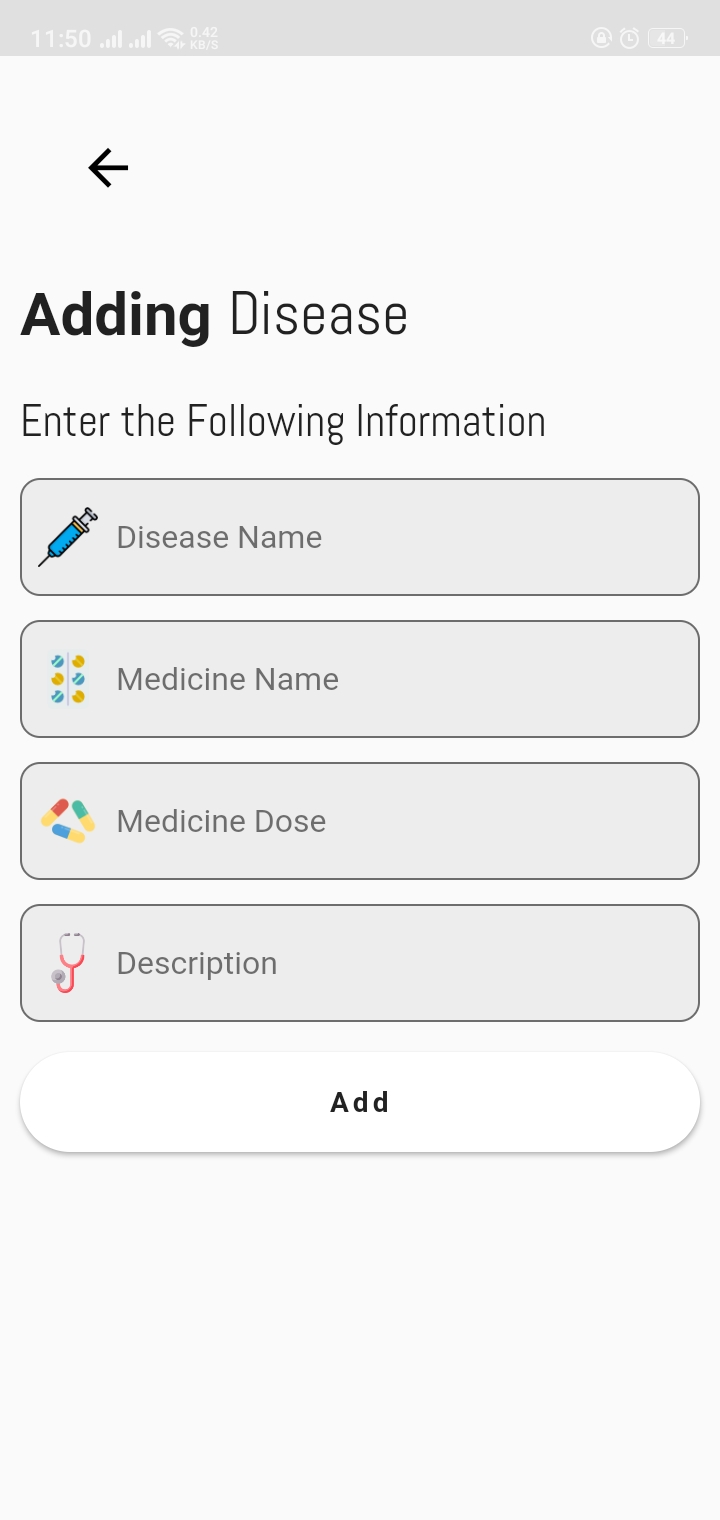 11:50 0.42 KB/S 44
Adding Disease
Enter the Following Information
Disease Name
Medicine Name
Medicine Dose
Description
Add